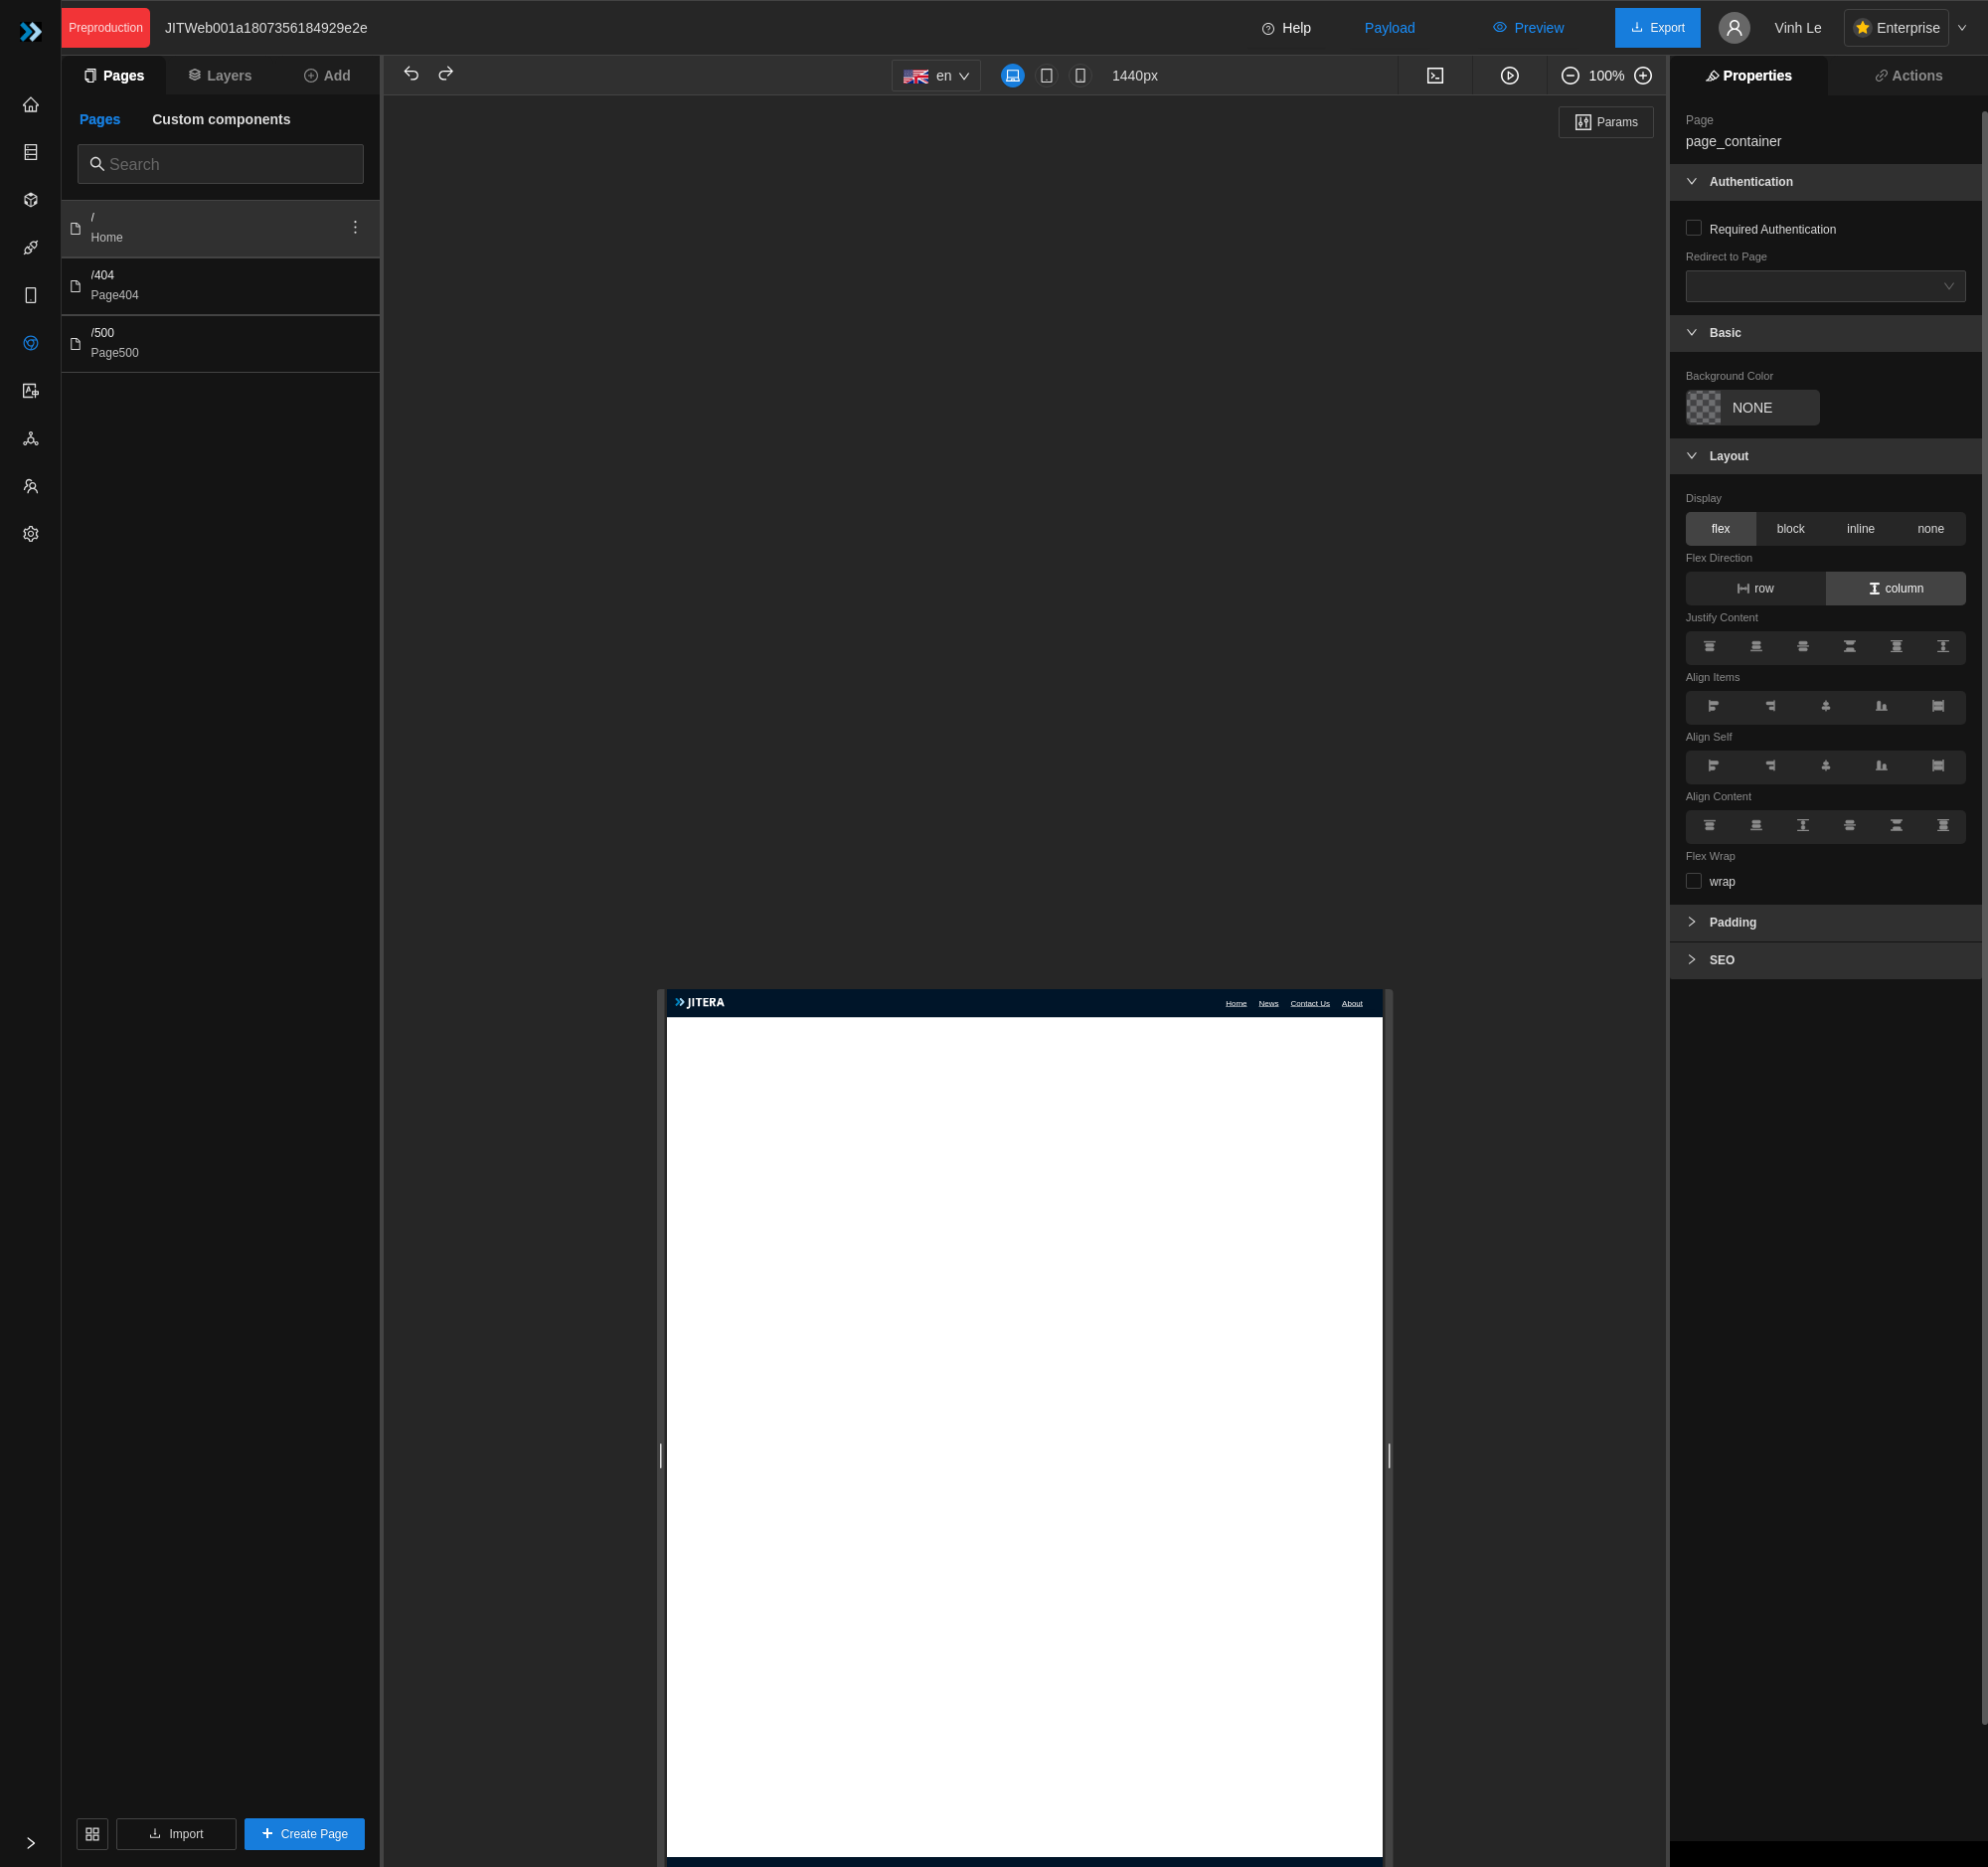 Preproduction
JITWeb001a1807356184929e2e
Help
Payload
Preview
Export
Vinh Le
Enterprise
Pages
Layers
Add
en
1440px
100%
Properties
Actions
Pages
Custom components
Search
/
Home
/404
Page404
/500
Page500
Import
Create Page
Params
JITERA
Home
News
Contact Us
About
Page
page_container
Authentication
Required Authentication
Redirect to Page
Basic
Background Color
NONE
Layout
Display
flex
block
inline
none
Flex Direction
row
column
Justify Content
Align Items
Align Self
Align Content
Flex Wrap
wrap
Padding
SEO